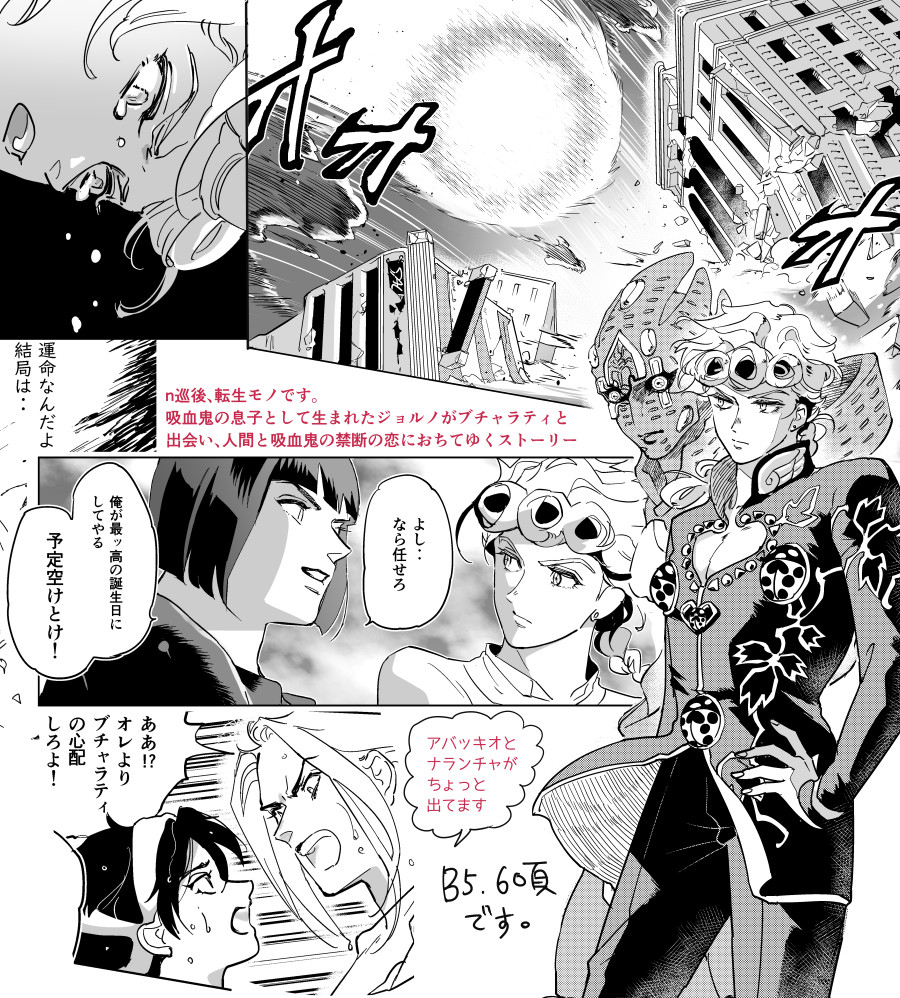 オオオ
運命なんだよ
結局は‥
n巡後、転生モノです。
吸血鬼の息子として生まれたジョルノがブチャラティと
出会い、人間と吸血鬼の禁断の恋におちてゆくストーリー
よし‥
なら任せろ
俺が最ッ高の誕生日に
してやる
予定空けとけ！
ああ!?
オレより
ブチャラティ
の心配
しろよ！
アバッキオと
ナランチャが
ちょっと
出てます
B5.60頁
です。